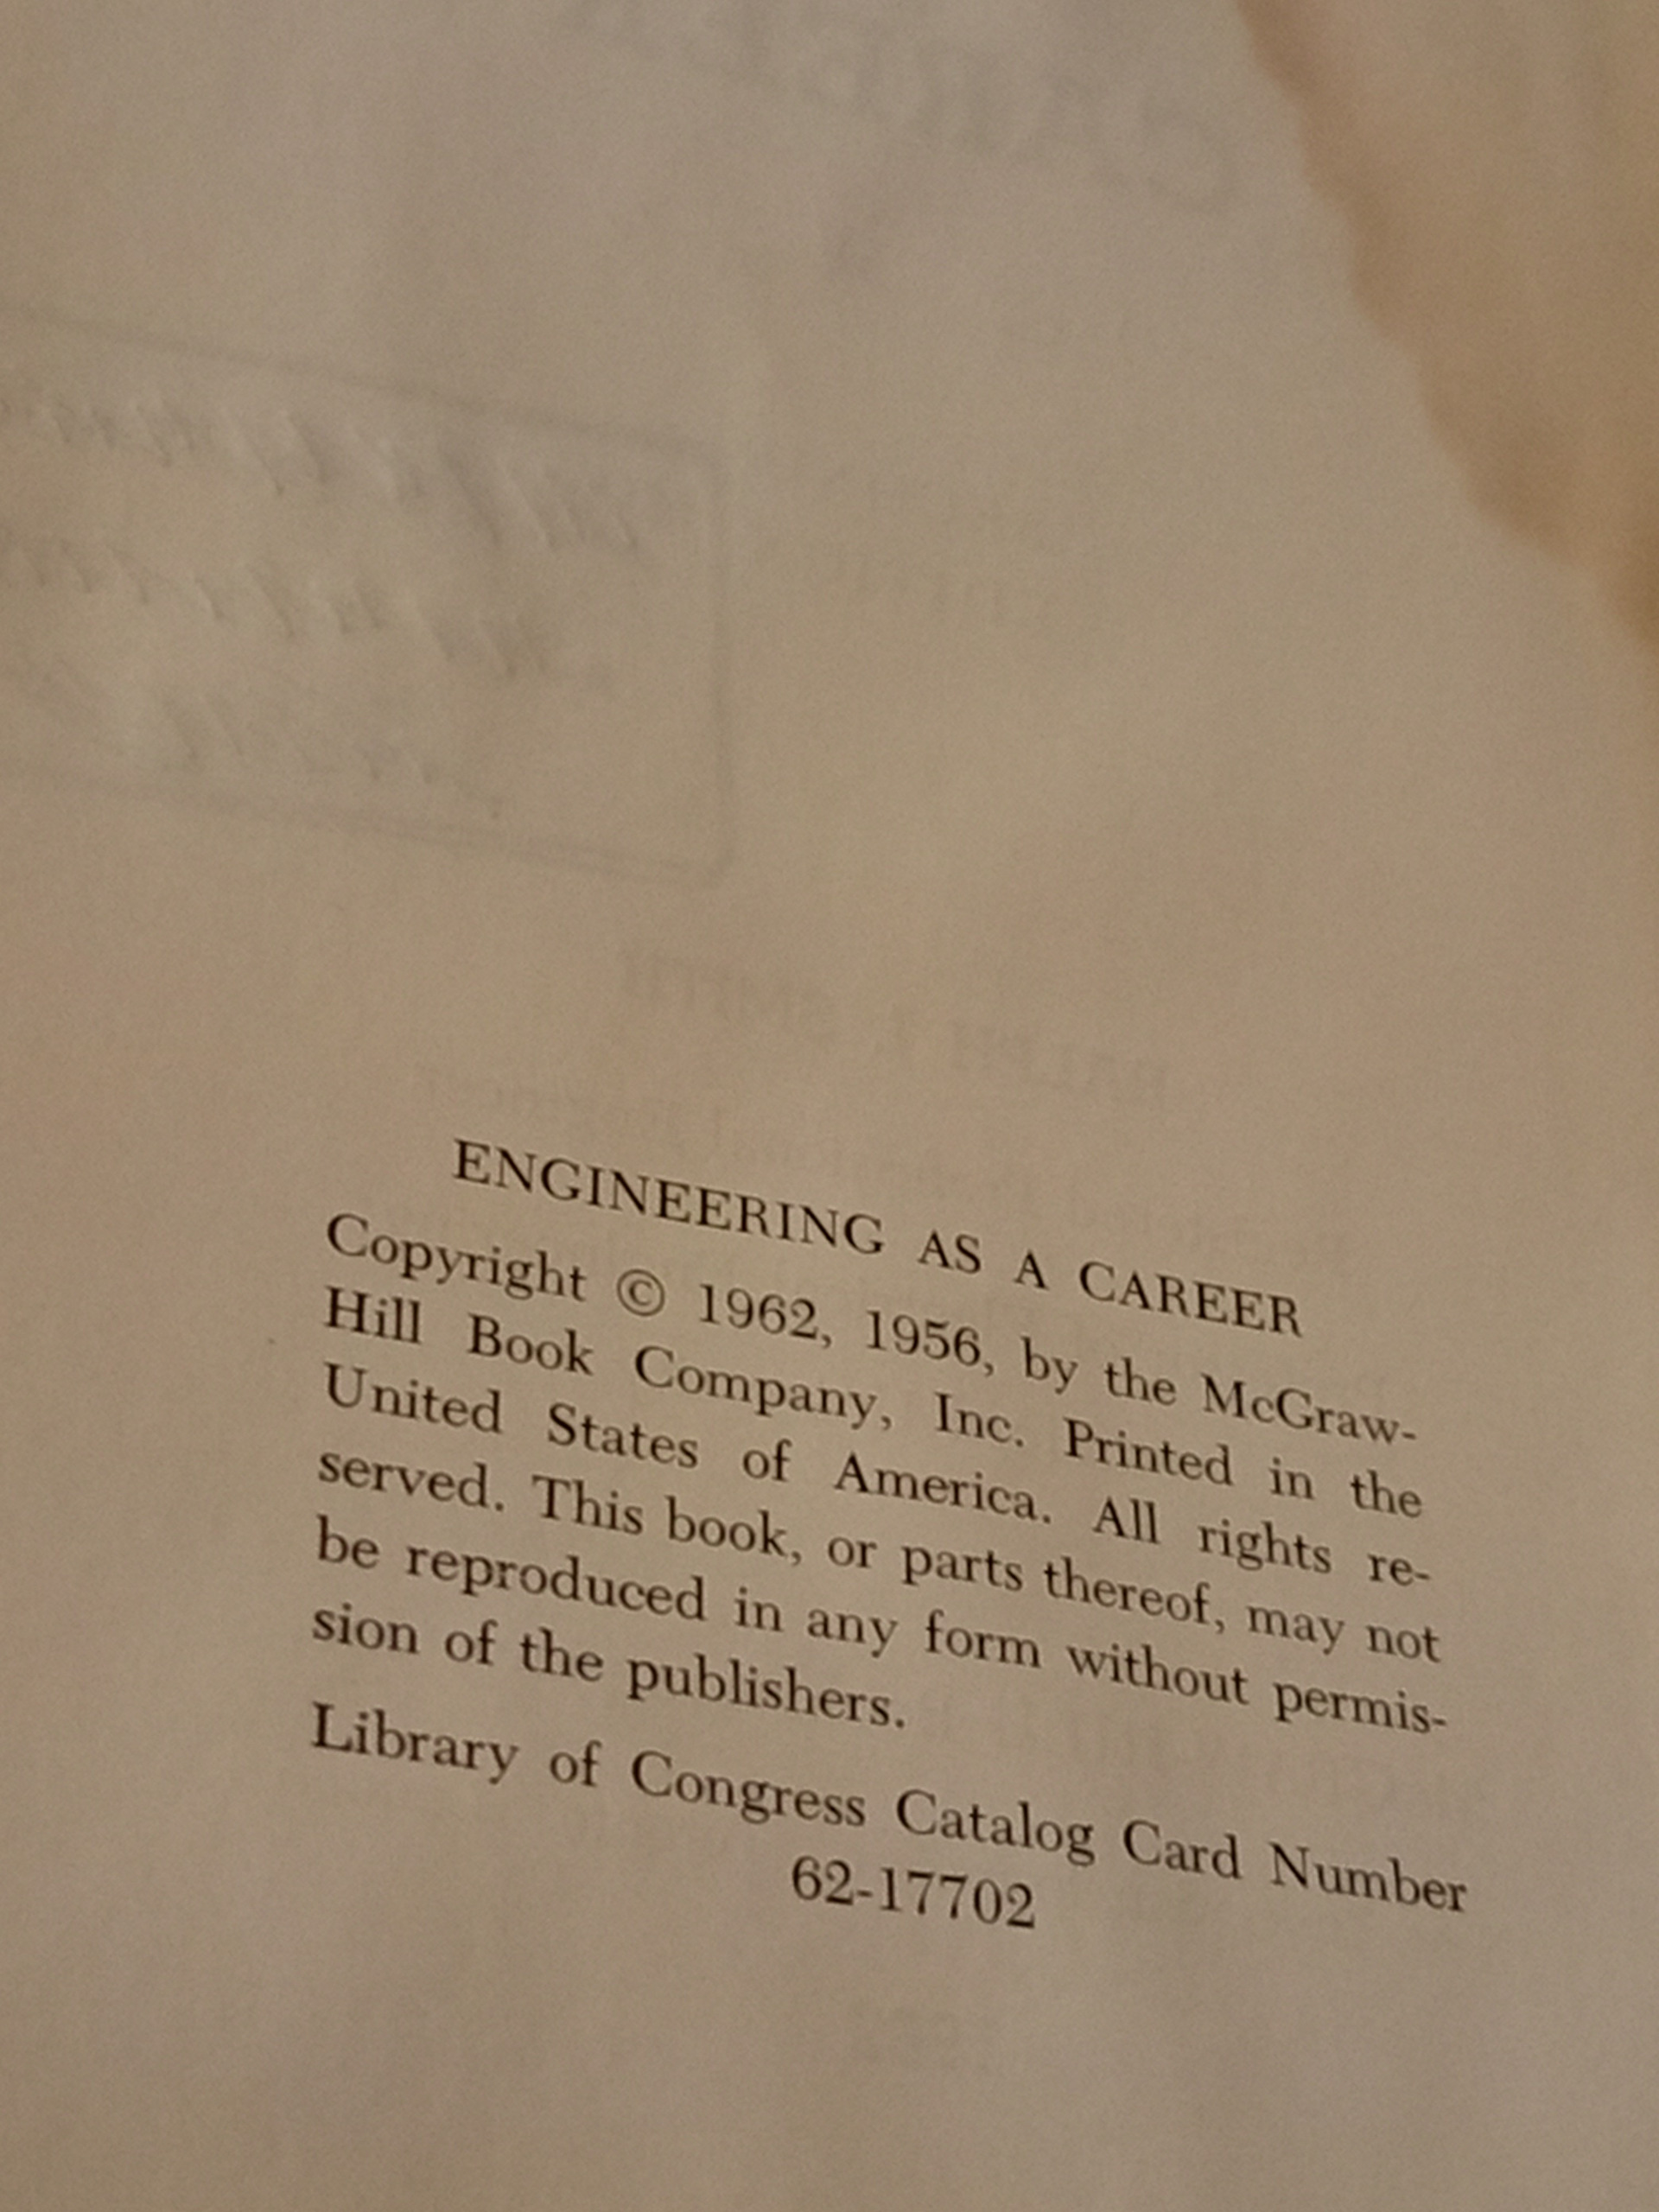 ENGINEERING AS A CAREER
Copyright © 1962, 1956, by the McGraw-
Hill Book Company, Inc. Printed in the
United States of America. All rights re-
served. This book, or parts thereof, may not
be reproduced in any form without permis-
sion of the publishers.
Library of Congress Catalog Card Number
62-17702